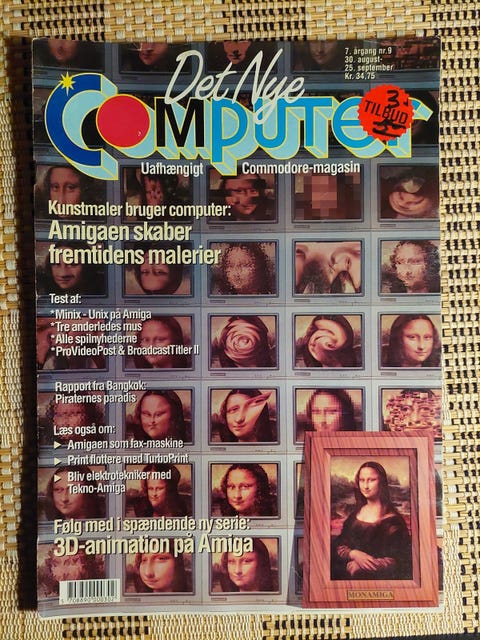 Det Nye
COMPUTER
7. årgang nr. 9
30. august-
25. september
Kr. 34,75
TILBUD
Uafhængigt Commodore-magasin
Kunstmaler bruger computer:
Amigaen skaber
fremtidens malerier
Test af:
*Minix - Unix på Amiga
*Tre anderledes mus
*Alle spilnyhederne
*ProVideoPost & BroadcastTitler II
Rapport fra Bangkok:
Piraternes paradis
Læs også om:
Amigaen som fax-maskine
Print flottere med TurboPrint
Bliv elektrotekniker med
Tekno-Amiga
Følg med i spændende ny serie:
3D-animation på Amiga
MONAMIGA